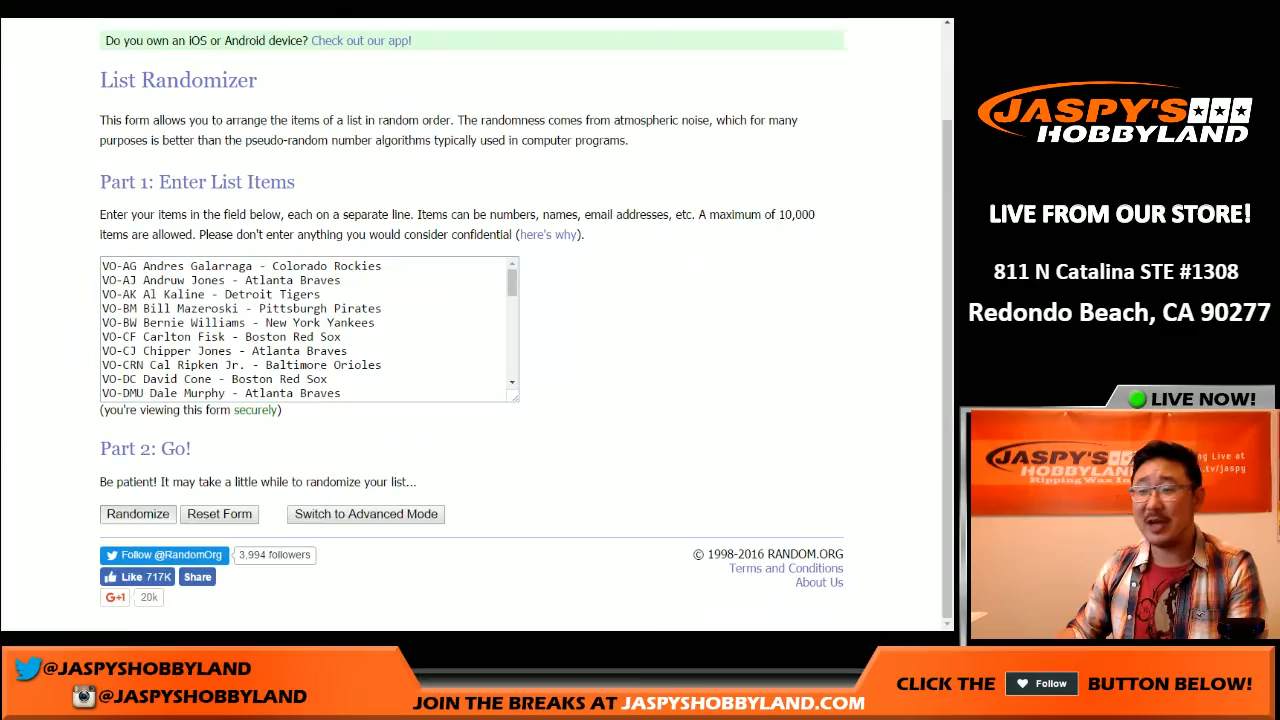 Do you own an iOS or Android device? Check out our app!
List Randomizer
This form allows you to arrange the items of a list in random order. The randomness comes from atmospheric noise, which for many
purposes is better than the pseudo-random number algorithms typically used in computer programs.
Part 1: Enter List Items
Enter your items in the field below, each on a separate line. Items can be numbers, names, email addresses, etc. A maximum of 10,000
items are allowed. Please don't enter anything you would consider confidential (here's why).
VO-AG Andres Galarraga - Colorado Rockies
VO-AJ Andruw Jones - Atlanta Braves
VO-AK Al Kaline - Detroit Tigers
VO-BM Bill Mazeroski - Pittsburgh Pirates
VO-BW Bernie Williams - New York Yankees
VO-CF Carlton Fisk - Boston Red Sox
VO-CJ Chipper Jones - Atlanta Braves
VO-CRN Cal Ripken Jr. - Baltimore Orioles
VO-DC David Cone - Boston Red Sox
VO-DMU Dale Murphy - Atlanta Braves
(you're viewing this form securely)
Part 2: Go!
Be patient! It may take a little while to randomize your list...
Randomize Reset Form Switch to Advanced Mode
Follow @RandomOrg 3,994 followers
Like 717K Share
G+1 20k
© 1998-2016 RANDOM.ORG
Terms and Conditions
About Us
JASPY'S
HOBBYLAND
LIVE FROM OUR STORE!
811 N Catalina STE #1308
Redondo Beach, CA 90277
LIVE NOW!
JASPY'S
HOBBYLAND
Ripping Wax
ng Live at
.tv/jaspy
@JASPYSHOBBYLAND
@JASPYSHOBBYLAND
JOIN THE BREAKS AT JASPYSHOBBYLAND.COM
CLICK THE Follow BUTTON BELOW!